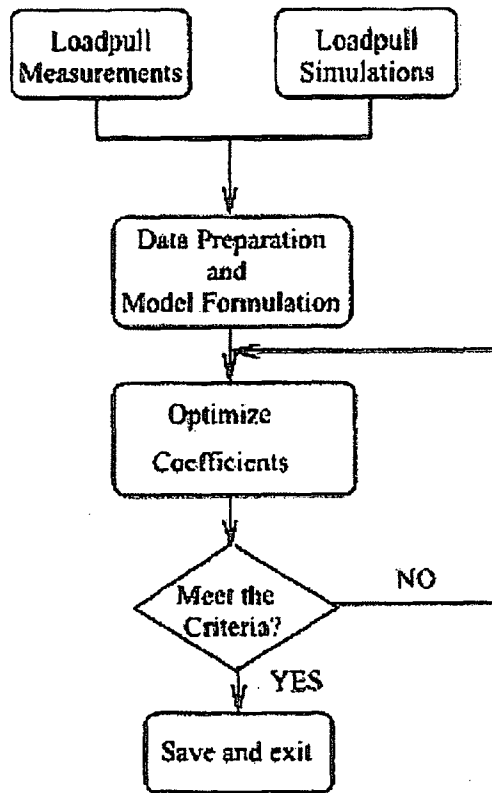 Loadpull
Measurements
Loadpull
Simulations
Data Preparation
and
Model Formulation
Optimize
Coefficients
Meet the
Criteria?
NO
YES
Save and exit